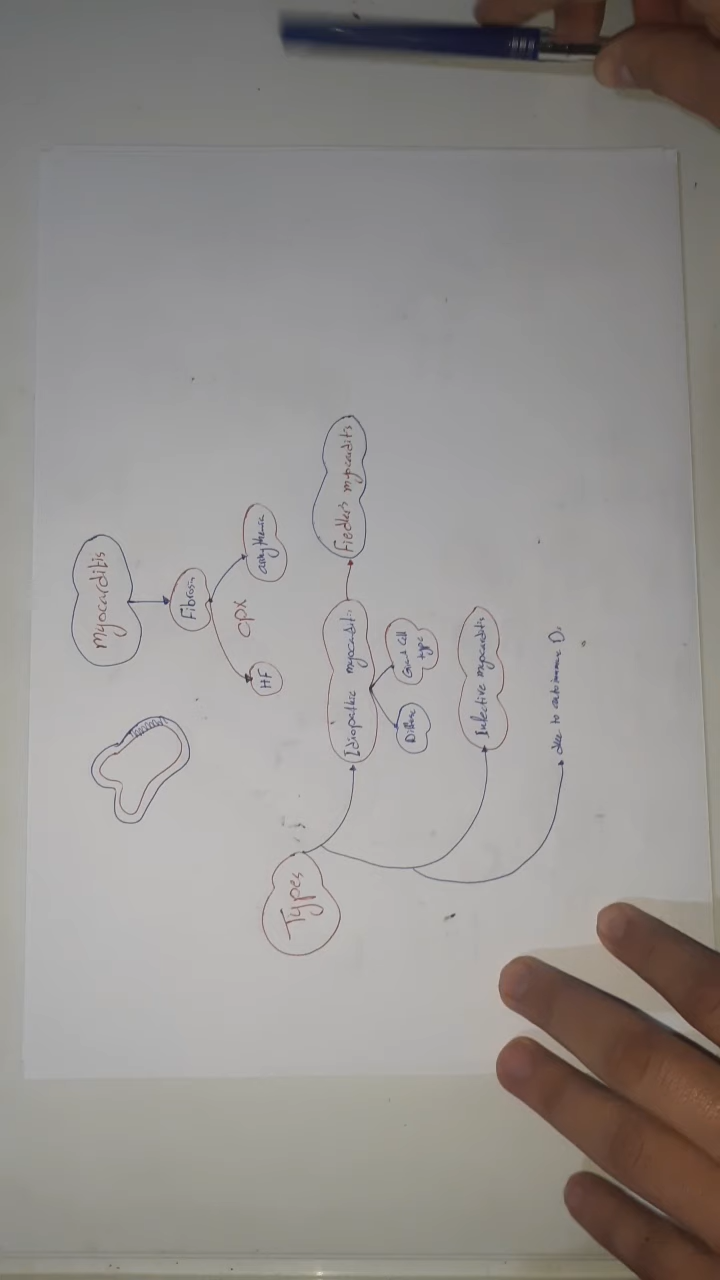 myocarditis
Fibrosis
cpx
HF
arrhythmia
Types
Idiopathic myocarditis
Fiedler's myocarditis
Diffuse
Giant cell
type
Infective myocarditis
due to autoimmune D.